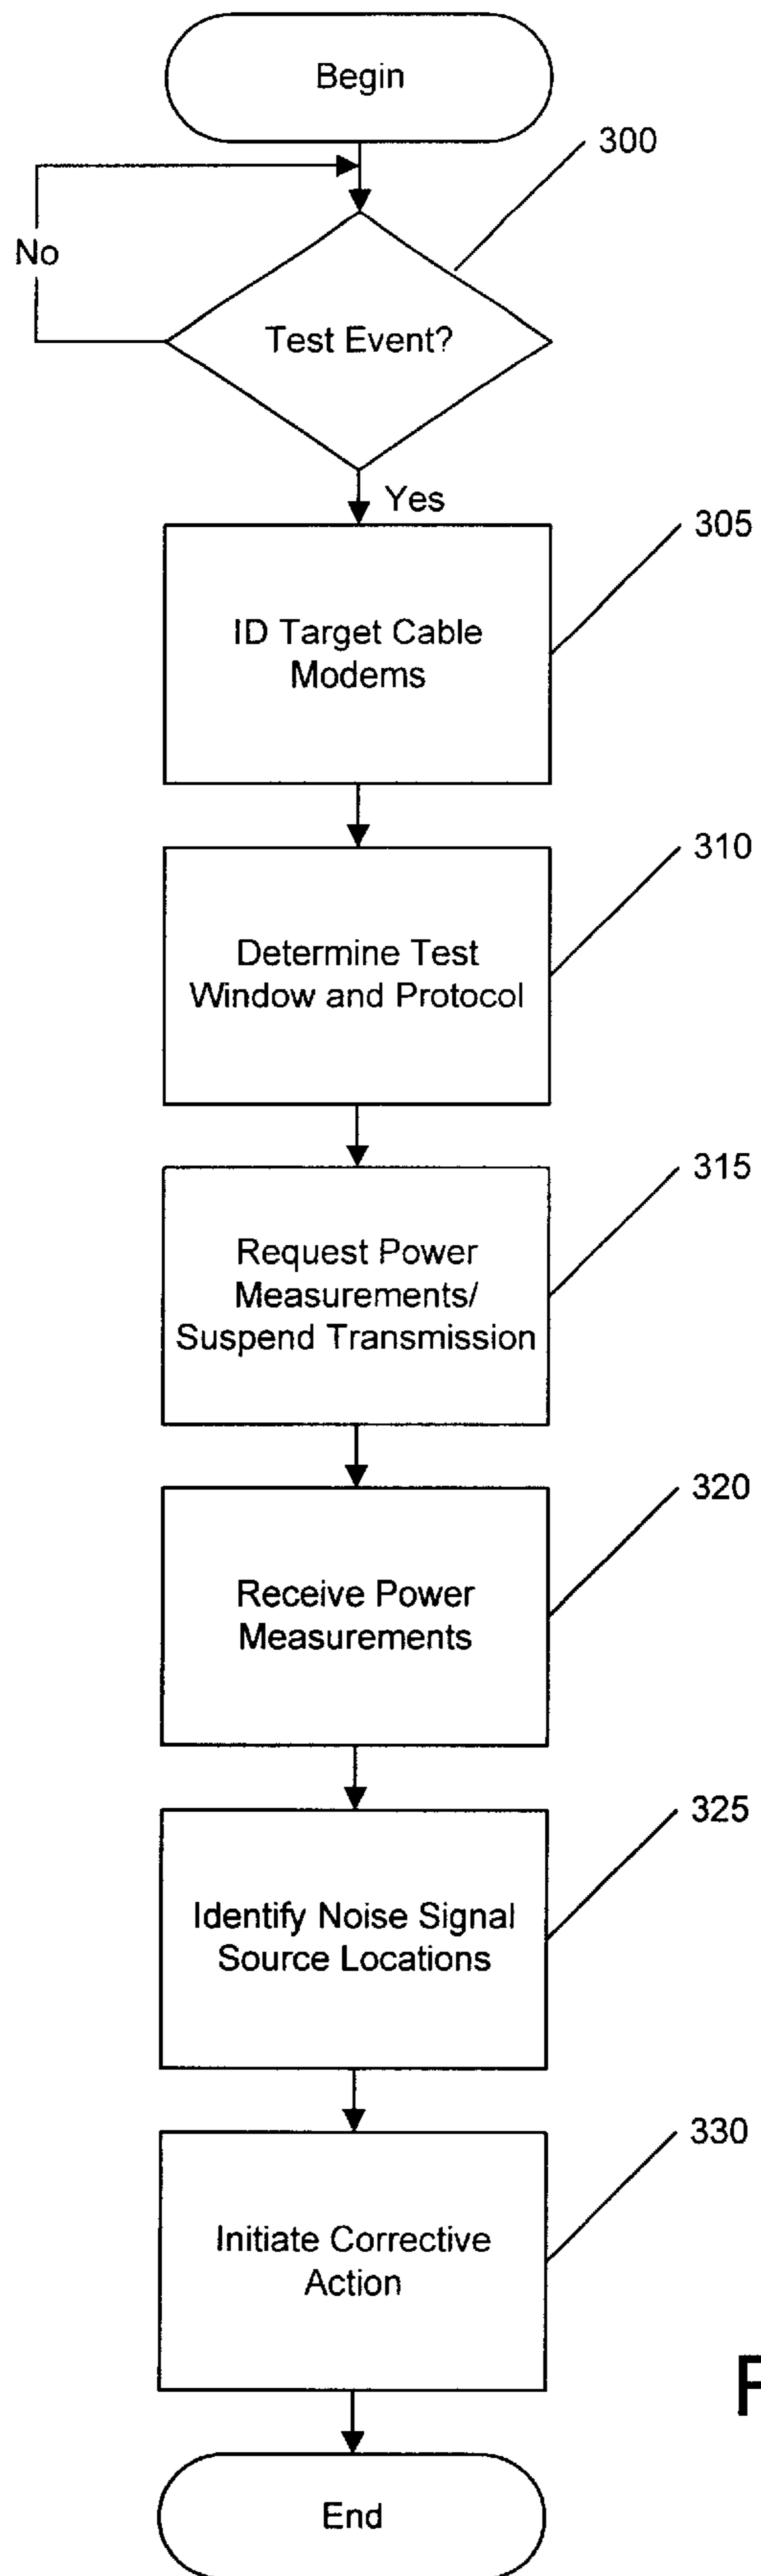 Begin
300
No
Test Event?
Yes
305
ID Target Cable
Modems
310
Determine Test
Window and Protocol
315
Request Power
Measurements/
Suspend Transmission
320
Receive Power
Measurements
325
Identify Noise Signal
Source Locations
330
Initiate Corrective
Action
End